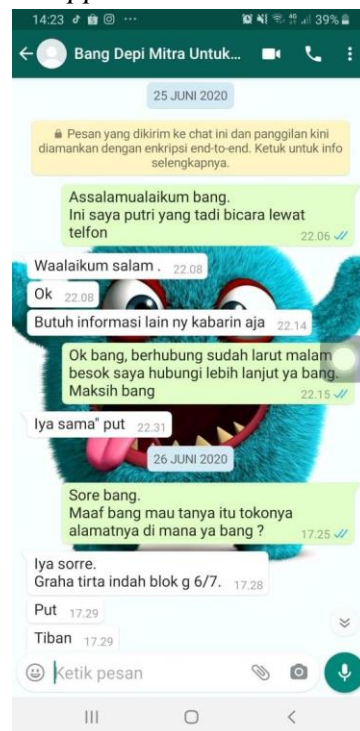 14:23
39%
Bang Depi Mitra Untuk...
25 JUNI 2020
Pesan yang dikirim ke chat ini dan panggilan kini
diamankan dengan enkripsi end-to-end. Ketuk untuk info
selengkapnya.
Assalamualaikum bang.
Ini saya putri yang tadi bicara lewat
telfon
22.06
Waalaikum salam .
22.08
Ok
22.08
Butuh informasi lain ny kabarin aja
22.14
Ok bang, berhubung sudah larut malam
besok saya hubungi lebih lanjut ya bang.
Maksih bang
22.15
Iya sama" put
22.31
26 JUNI 2020
Sore bang.
Maaf bang mau tanya itu tokonya
alamatnya di mana ya bang ?
17.25
Iya sorre.
Graha tirta indah blok g 6/7.
17.28
Put
17.29
Tiban
17.29
Ketik pesan